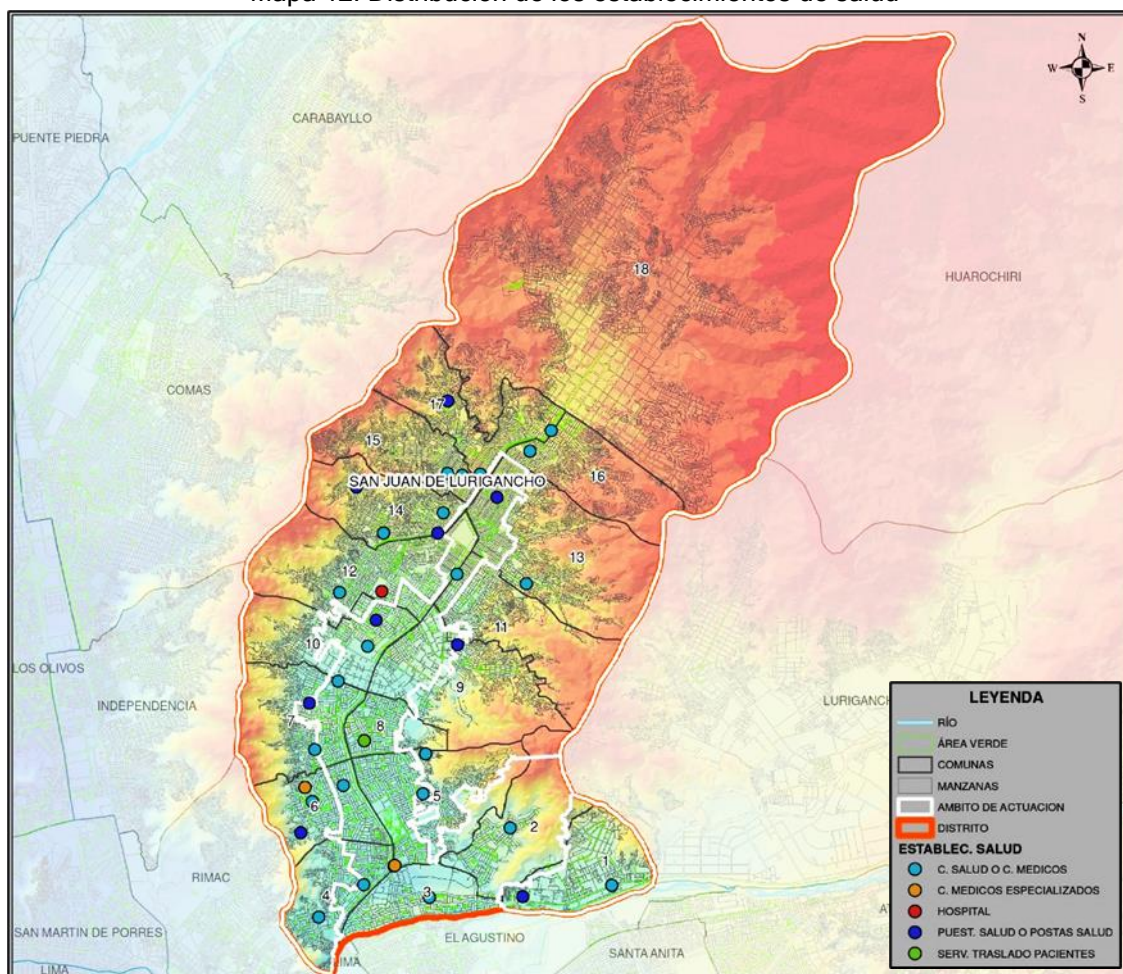 Mapa 12: Distribución de los establecimientos de salud
N
W E
S
CARABAYLLO
PUENTE PIEDRA
18
HUAROCHIRI
COMAS
17
15
16
SAN JUAN DE LURIGANCHO
14
13
12
11
10
LOS OLIVOS
9
INDEPENDENCIA
LURIGANCH
7
8
6
5
2
1
RIMAC
4
3
SAN MARTIN DE PORRES
EL AGUSTINO
SANTA ANITA
LIMA
LIMA
LEYENDA
RÍO
ÁREA VERDE
COMUNAS
MANZANAS
AMBITO DE ACTUACION
DISTRITO
ESTABLEC. SALUD
C. SALUD O C. MEDICOS
C. MEDICOS ESPECIALIZADOS
HOSPITAL
PUEST. SALUD O POSTAS SALUD
SERV. TRASLADO PACIENTES